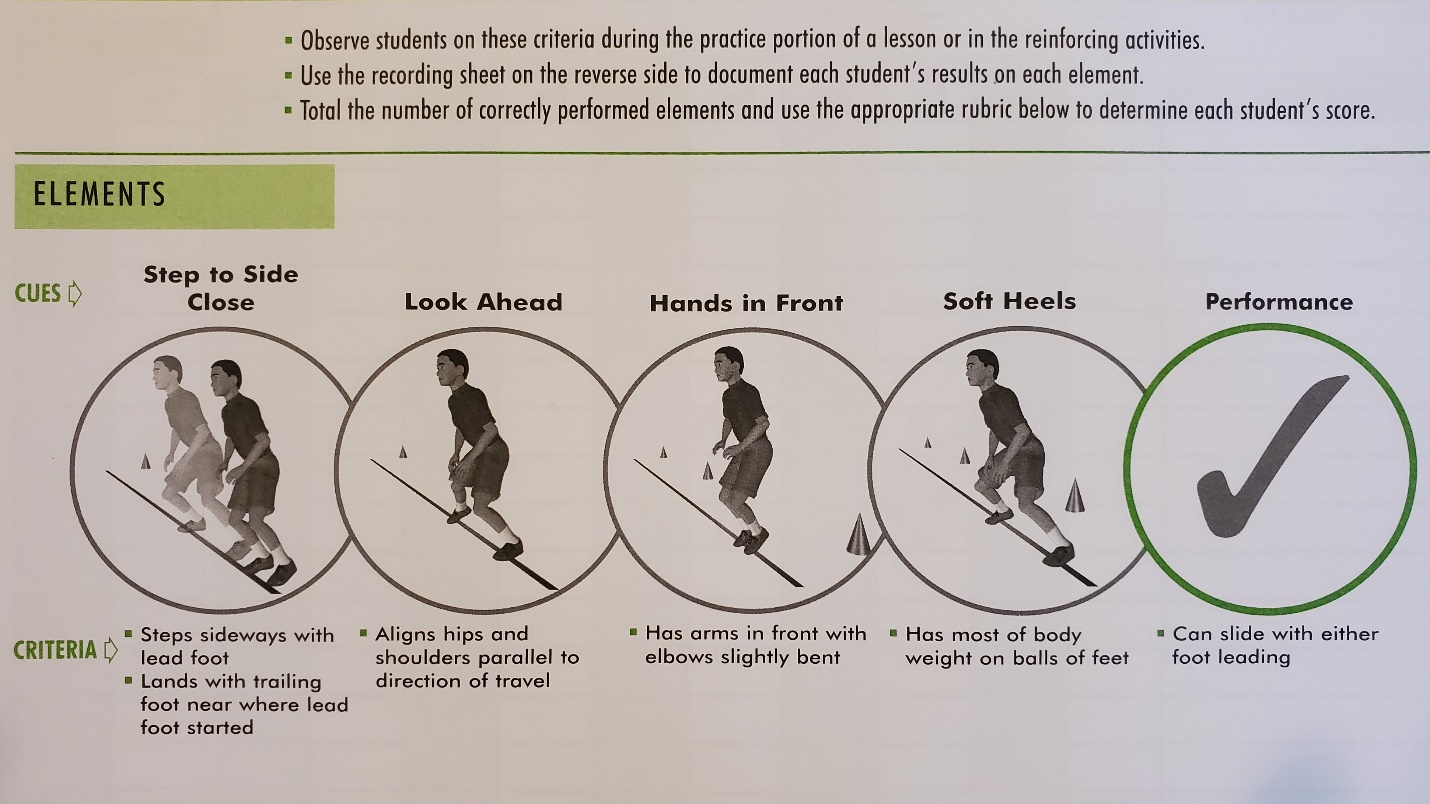 ▪ Observe students on these criteria during the practice portion of a lesson or in the reinforcing activities.
▪ Use the recording sheet on the reverse side to document each student's results on each element.
▪ Total the number of correctly performed elements and use the appropriate rubric below to determine each student's score.
ELEMENTS
CUES
Step to Side
Close
Look Ahead
Hands in Front
Soft Heels
Performance
CRITERIA
▪ Steps sideways with
lead foot
▪ Lands with trailing
foot near where lead
foot started
▪ Aligns hips and
shoulders parallel to
direction of travel
▪ Has arms in front with
elbows slightly bent
▪ Has most of body
weight on balls of feet
▪ Can slide with either
foot leading